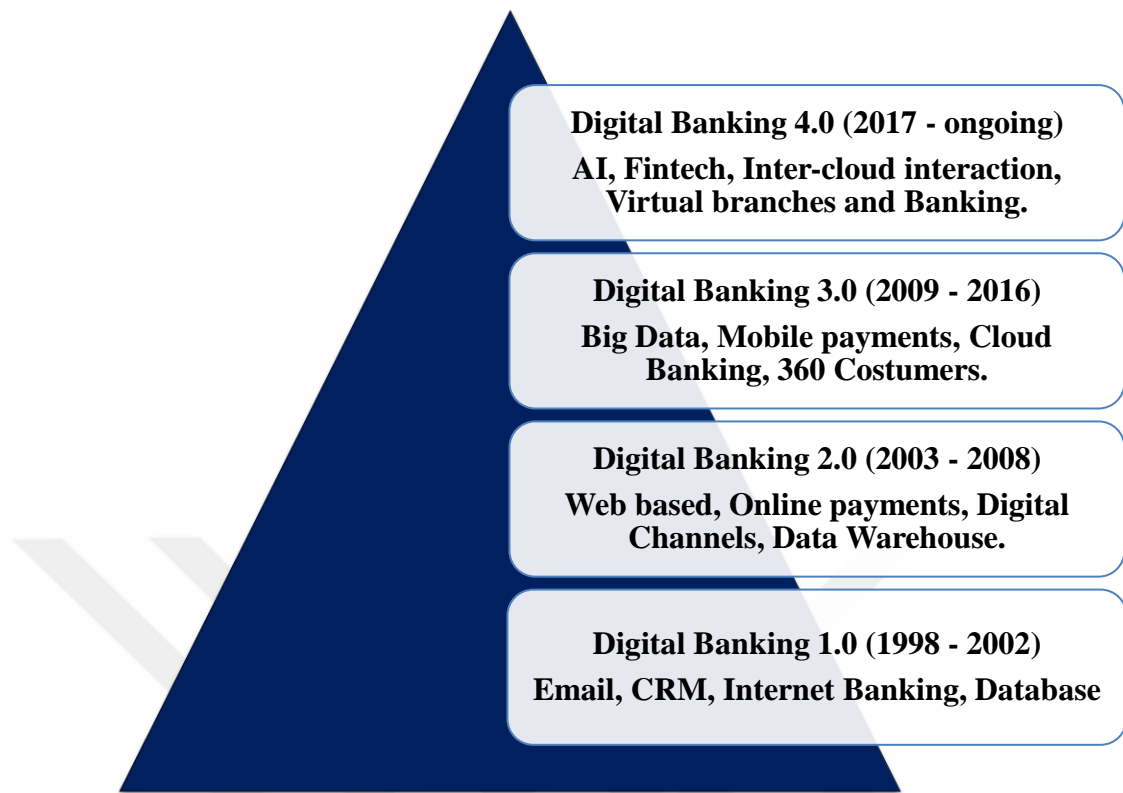 Digital Banking 4.0 (2017 - ongoing)
AI, Fintech, Inter-cloud interaction,
Virtual branches and Banking.
Digital Banking 3.0 (2009 - 2016)
Big Data, Mobile payments, Cloud
Banking, 360 Costumers.
Digital Banking 2.0 (2003 - 2008)
Web based, Online payments, Digital
Channels, Data Warehouse.
Digital Banking 1.0 (1998 - 2002)
Email, CRM, Internet Banking, Database